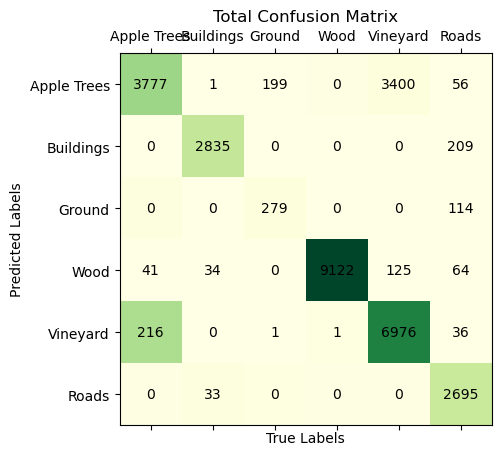 Total Confusion Matrix
Apple Trees Buildings Ground Wood Vineyard Roads
Apple Trees 3777 1 199 0 3400 56
Buildings 0 2835 0 0 0 209
Ground 0 0 279 0 0 114
Wood 41 34 0 9122 125 64
Vineyard 216 0 1 1 6976 36
Roads 0 33 0 0 0 2695
Predicted Labels
True Labels